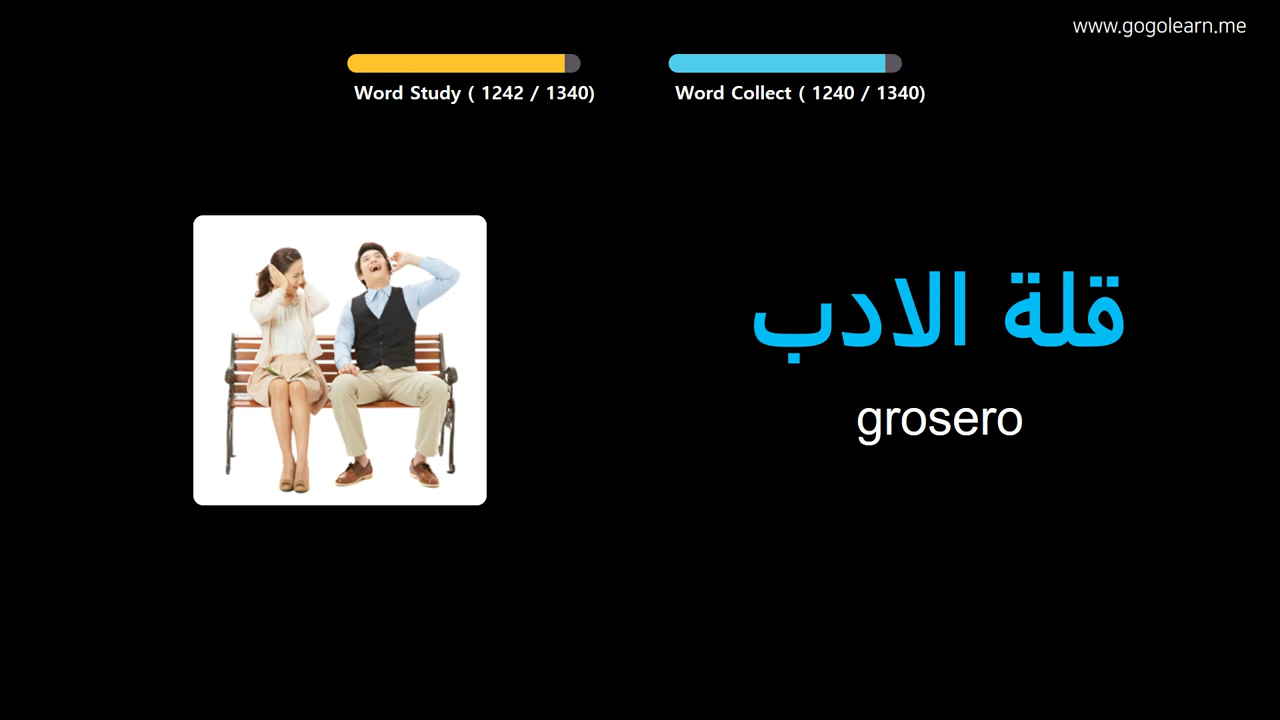 www.gogolearn.me
Word Study ( 1242 / 1340)
Word Collect ( 1240 / 1340)
قلة الادب
grosero